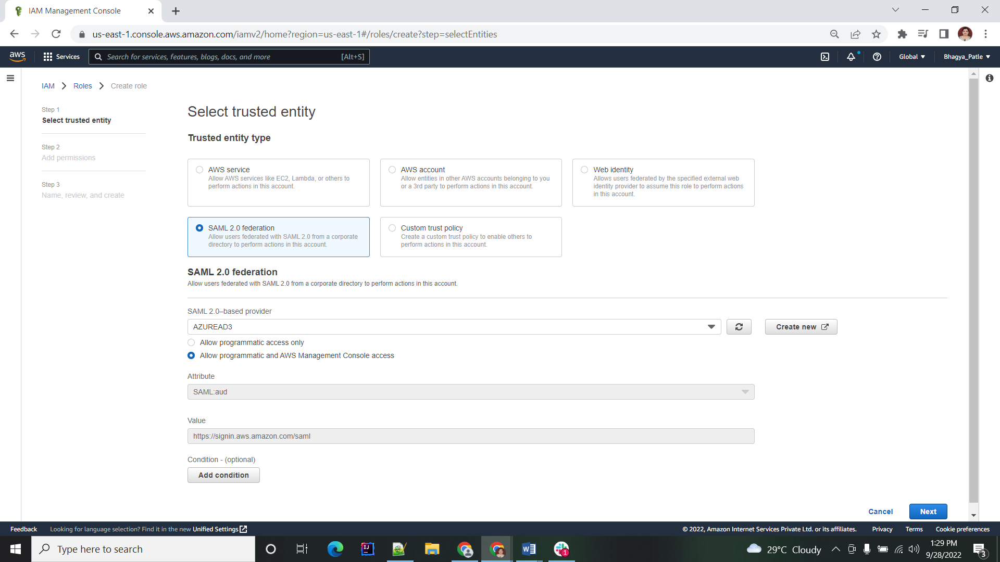 IAM Management Console
us-east-1.console.aws.amazon.com/iamv2/home?region=us-east-1#/roles/create?step=selectEntities
aws
Services
Search for services, features, blogs, docs, and more
[Alt+S]
Global
Bhagya_Patle
IAM
Roles
Create role
Step 1
Select trusted entity
Step 2
Add permissions
Step 3
Name, review, and create
Select trusted entity
Trusted entity type
AWS service
Allow AWS services like EC2, Lambda, or others to
perform actions in this account.
AWS account
Allow entities in other AWS accounts belonging to you
or a 3rd party to perform actions in this account.
Web identity
Allows users federated by the specified external web
identity provider to assume this role to perform actions
in this account.
SAML 2.0 federation
Allow users federated with SAML 2.0 from a corporate
directory to perform actions in this account.
Custom trust policy
Create a custom trust policy to enable others to
perform actions in this account.
SAML 2.0 federation
Allow users federated with SAML 2.0 from a corporate directory to perform actions in this account.
SAML 2.0–based provider
AZUREAD3
Create new
Allow programmatic access only
Allow programmatic and AWS Management Console access
Attribute
SAML:aud
Value
https://signin.aws.amazon.com/saml
Condition - (optional)
Add condition
Cancel
Next
Feedback
Looking for language selection? Find it in the new Unified Settings
© 2022, Amazon Internet Services Private Ltd. or its affiliates.
Privacy
Terms
Cookie preferences
Type here to search
IJ
W
1
29°C Cloudy
1:29 PM
9/28/2022
3